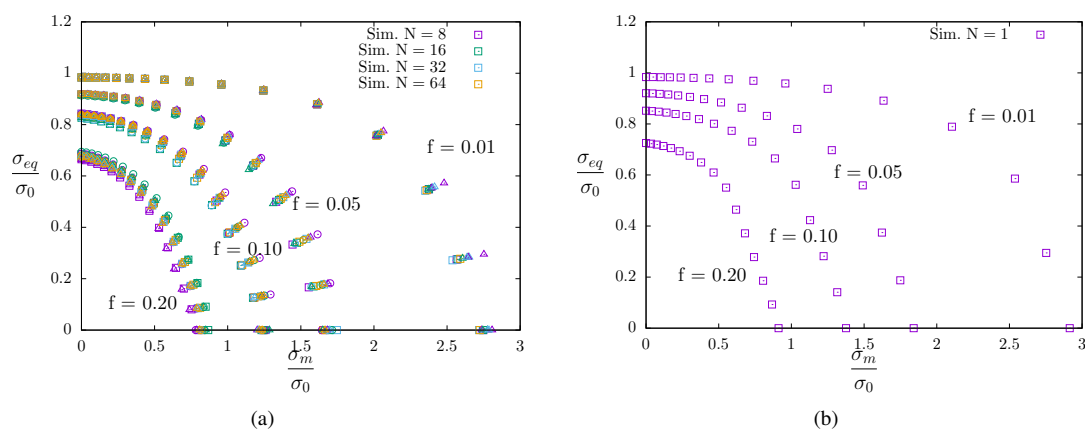 1.2
1
0.8
0.6
0.4
0.2
0
σ_eq
σ_0
Sim. N = 8
Sim. N = 16
Sim. N = 32
Sim. N = 64
f = 0.01
f = 0.05
f = 0.10
f = 0.20
0 0.5 1 1.5 2 2.5 3
σ_m
σ_0
(a)
1.2
1
0.8
0.6
0.4
0.2
0
σ_eq
σ_0
Sim. N = 1
f = 0.01
f = 0.05
f = 0.10
f = 0.20
0 0.5 1 1.5 2 2.5 3
σ_m
σ_0
(b)